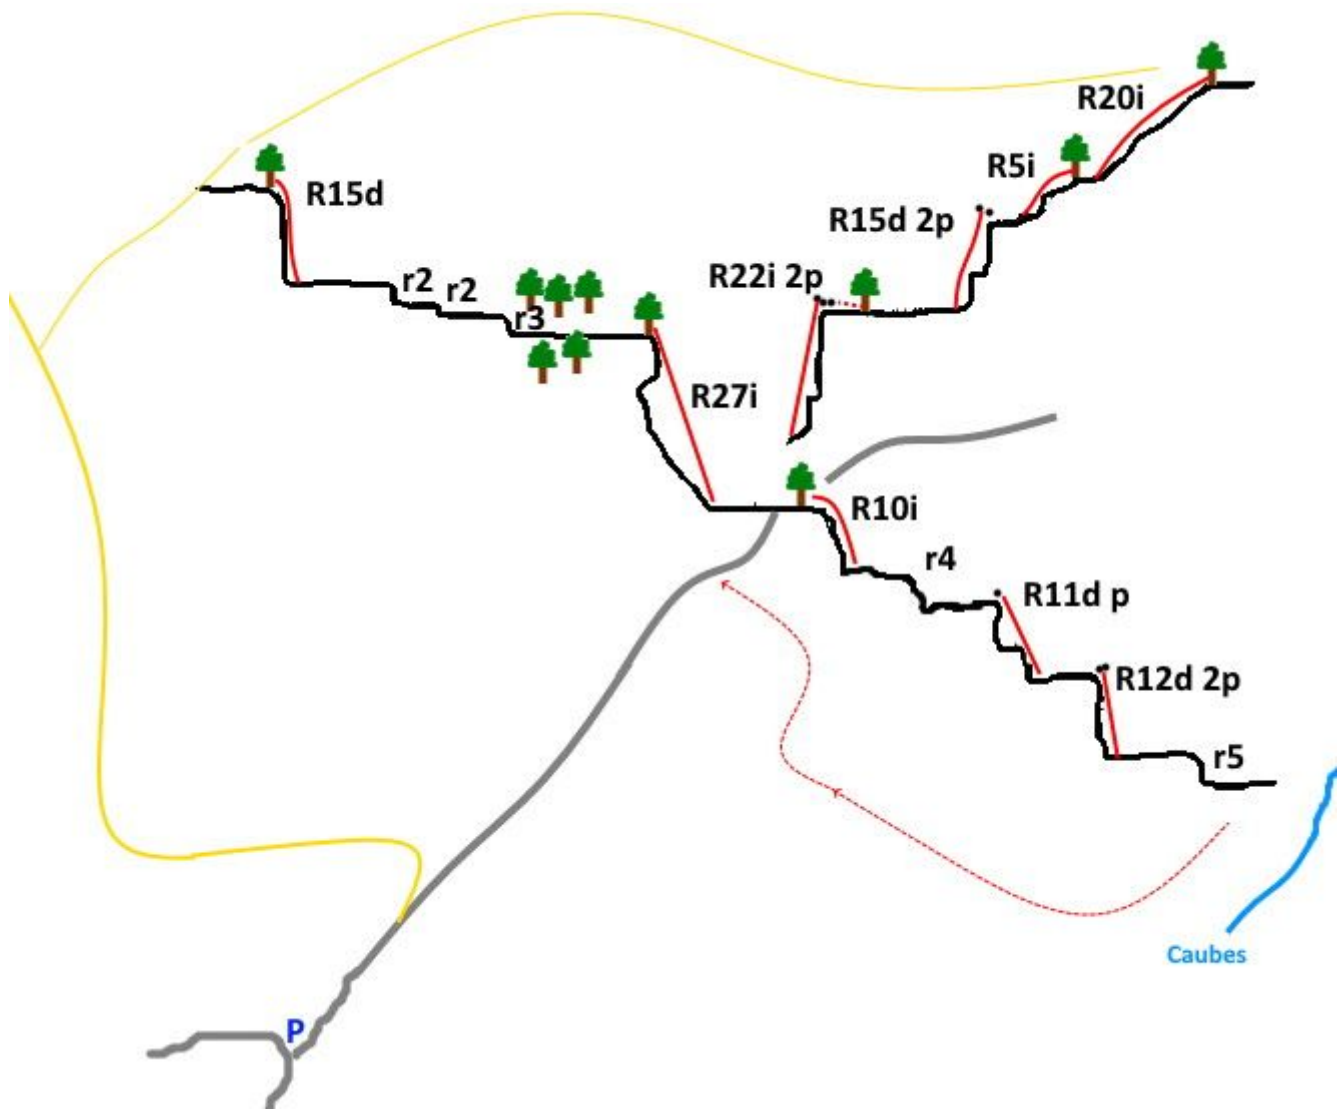 R20i
R5i
R15d
R15d 2p
R22i 2p
r2
r2
r3
R27i
R10i
r4
R11d p
R12d 2p
r5
Caubes
P